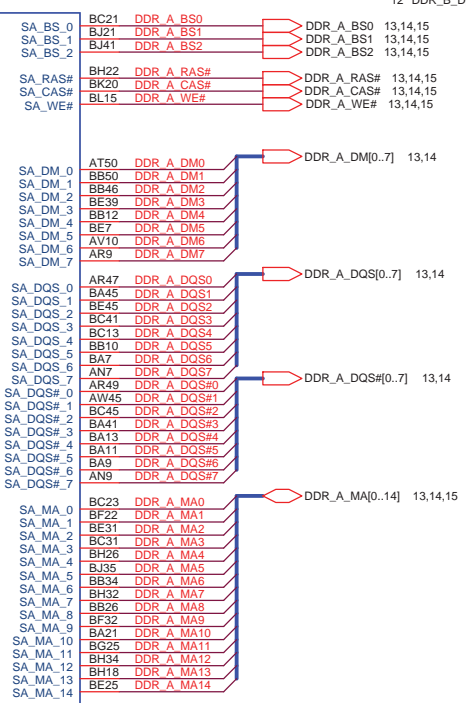 12 DDR_B_D
SA_BS_0 BC21 DDR_A_BS0 DDR_A_BS0 13,14,15
SA_BS_1 BJ21 DDR_A_BS1 DDR_A_BS1 13,14,15
SA_BS_2 BJ41 DDR_A_BS2 DDR_A_BS2 13,14,15
SA_RAS# BH22 DDR_A_RAS# DDR_A_RAS# 13,14,15
SA_CAS# BK20 DDR_A_CAS# DDR_A_CAS# 13,14,15
SA_WE# BL15 DDR_A_WE# DDR_A_WE# 13,14,15
DDR_A_DM[0..7] 13,14
SA_DM_0 AT50 DDR_A_DM0
SA_DM_1 BB50 DDR_A_DM1
SA_DM_2 BB46 DDR_A_DM2
SA_DM_3 BE39 DDR_A_DM3
SA_DM_4 BB12 DDR_A_DM4
SA_DM_5 BE7 DDR_A_DM5
SA_DM_6 AV10 DDR_A_DM6
SA_DM_7 AR9 DDR_A_DM7
DDR_A_DQS[0..7] 13,14
SA_DQS_0 AR47 DDR_A_DQS0
SA_DQS_1 BA45 DDR_A_DQS1
SA_DQS_2 BE45 DDR_A_DQS2
SA_DQS_3 BC41 DDR_A_DQS3
SA_DQS_4 BC13 DDR_A_DQS4
SA_DQS_5 BB10 DDR_A_DQS5
SA_DQS_6 BA7 DDR_A_DQS6
SA_DQS_7 AN7 DDR_A_DQS7
DDR_A_DQS#[0..7] 13,14
SA_DQS#_0 AR49 DDR_A_DQS#0
SA_DQS#_1 AW45 DDR_A_DQS#1
SA_DQS#_2 BC45 DDR_A_DQS#2
SA_DQS#_3 BA41 DDR_A_DQS#3
SA_DQS#_4 BA13 DDR_A_DQS#4
SA_DQS#_5 BA11 DDR_A_DQS#5
SA_DQS#_6 BA9 DDR_A_DQS#6
SA_DQS#_7 AN9 DDR_A_DQS#7
DDR_A_MA[0..14] 13,14,15
SA_MA_0 BC23 DDR_A_MA0
SA_MA_1 BF22 DDR_A_MA1
SA_MA_2 BE31 DDR_A_MA2
SA_MA_3 BC31 DDR_A_MA3
SA_MA_4 BH26 DDR_A_MA4
SA_MA_5 BJ35 DDR_A_MA5
SA_MA_6 BB34 DDR_A_MA6
SA_MA_7 BH32 DDR_A_MA7
SA_MA_8 BB26 DDR_A_MA8
SA_MA_9 BF32 DDR_A_MA9
SA_MA_10 BA21 DDR_A_MA10
SA_MA_11 BG25 DDR_A_MA11
SA_MA_12 BH34 DDR_A_MA12
SA_MA_13 BH18 DDR_A_MA13
SA_MA_14 BE25 DDR_A_MA14